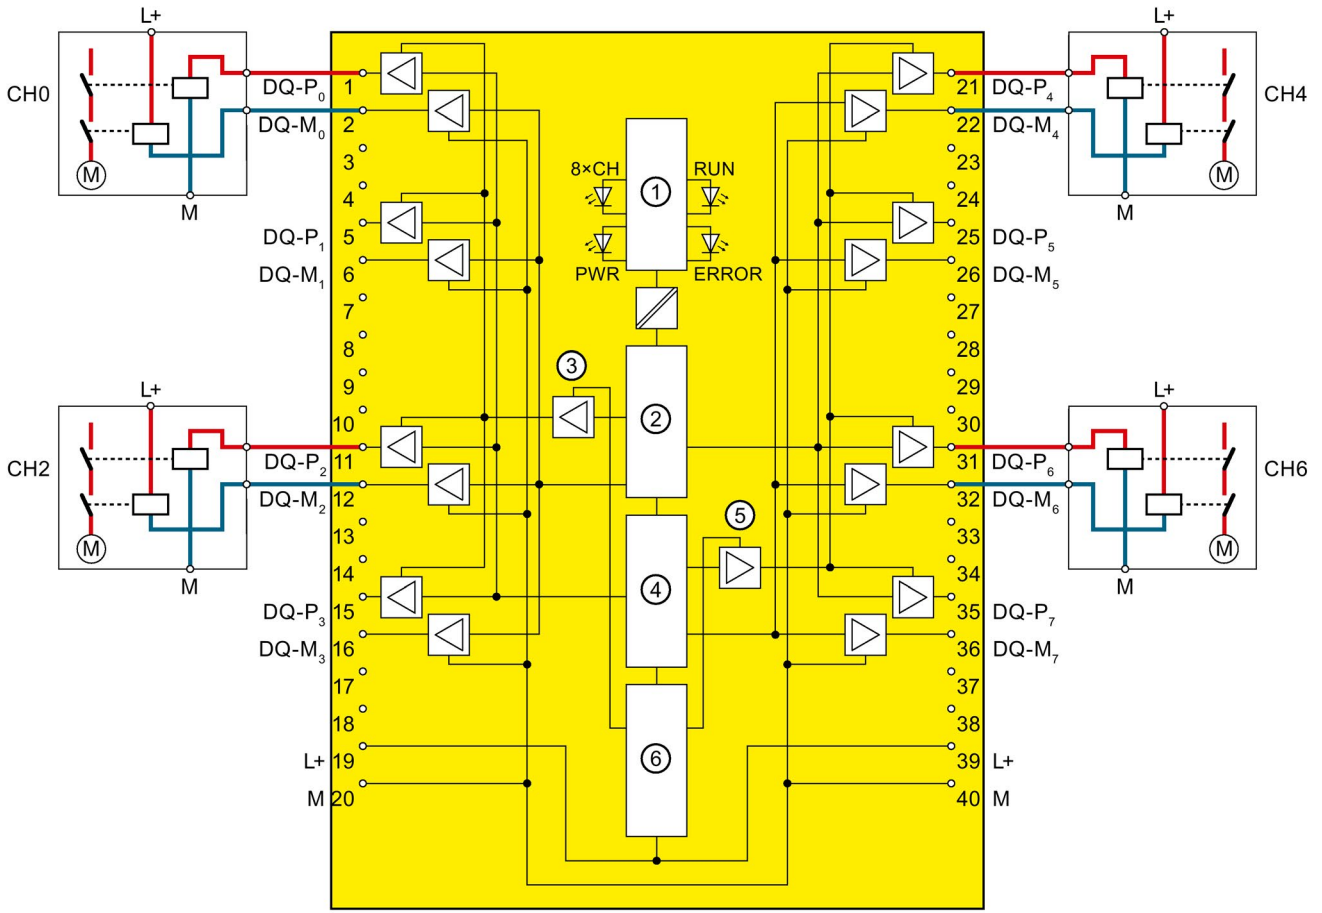 L+
CH0
M
M
DQ-P₀ 1
DQ-M₀ 2
3
4
DQ-P₁ 5
DQ-M₁ 6
7
8
9
10
L+
CH2
M
M
DQ-P₂ 11
DQ-M₂ 12
13
14
DQ-P₃ 15
DQ-M₃ 16
17
18
L+ 19
M 20
8×CH
RUN
PWR
ERROR
①
②
③
④
⑤
⑥
L+
CH4
M
M
21 DQ-P₄
22 DQ-M₄
23
24
25 DQ-P₅
26 DQ-M₅
27
28
29
30
L+
CH6
M
M
31 DQ-P₆
32 DQ-M₆
33
34
35 DQ-P₇
36 DQ-M₇
37
38
39 L+
40 M